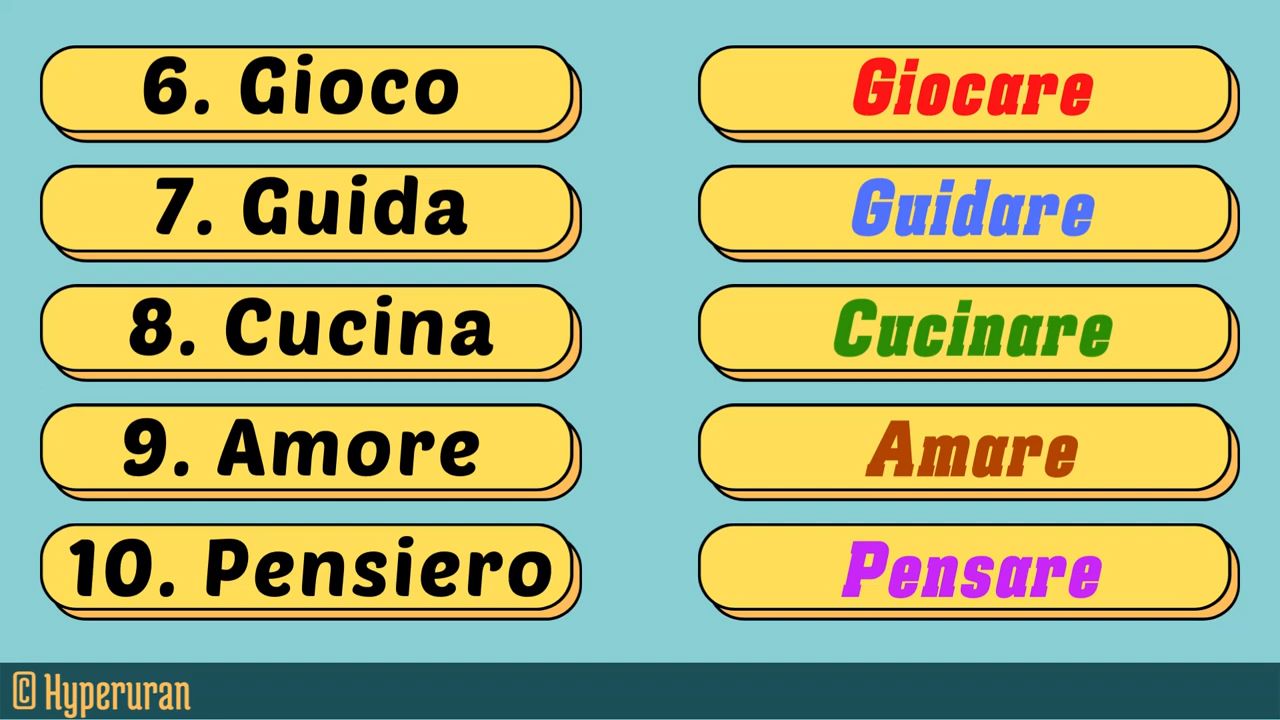 6. Gioco Giocare
7. Guida Guidare
8. Cucina Cucinare
9. Amore Amare
10. Pensiero Pensare
© Hyperuran